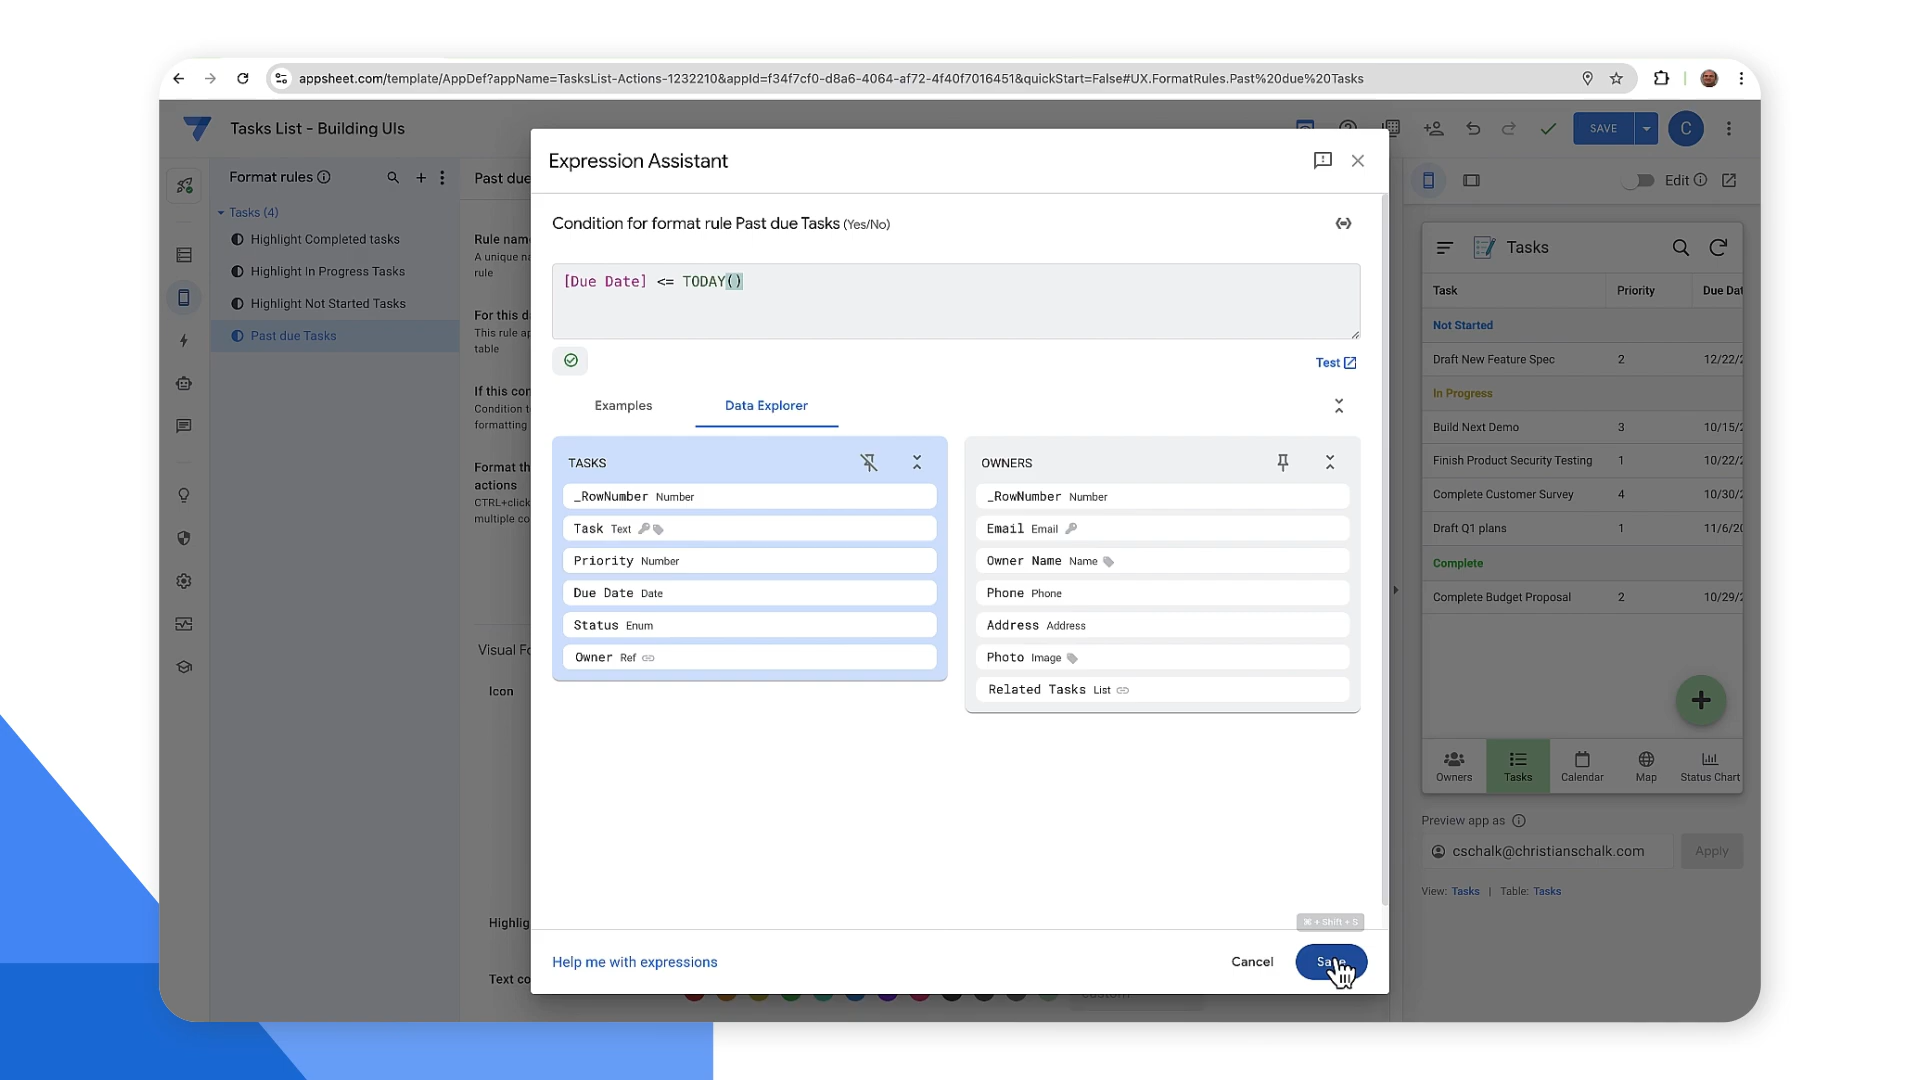 appsheet.com/template/AppDef?appName=TasksList-Actions-1232210&appId=f34f7cf0-d8a6-4064-af72-4f40f7016451&quickStart=False#UX.FormatRules.Past%20due%20Tasks
Tasks List - Building UIs
SAVE
C
Format rules
Tasks (4)
Highlight Completed tasks
Highlight In Progress Tasks
Highlight Not Started Tasks
Past due Tasks
Past due
Rule nam
A unique na
rule
For this d
This rule ap
table
If this con
Condition t
formatting
Format th
actions
CTRL+click
multiple co
Visual Fo
Icon
Highlig
Text co
Expression Assistant
Condition for format rule Past due Tasks (Yes/No)
[Due Date] <= TODAY()
Test
Examples
Data Explorer
TASKS
_RowNumber Number
Task Text
Priority Number
Due Date Date
Status Enum
Owner Ref
OWNERS
_RowNumber Number
Email Email
Owner Name Name
Phone Phone
Address Address
Photo Image
Related Tasks List
⌘ + Shift + S
Help me with expressions
Cancel
Edit
Tasks
Task Priority Due Dat
Not Started
Draft New Feature Spec 2 12/22/2
In Progress
Build Next Demo 3 10/15/2
Finish Product Security Testing 1 10/22/2
Complete Customer Survey 4 10/30/2
Draft Q1 plans 1 11/6/20
Complete
Complete Budget Proposal 2 10/29/2
Owners
Tasks
Calendar
Map
Status Chart
Preview app as
cschalk@christianschalk.com
Apply
View: Tasks | Table: Tasks